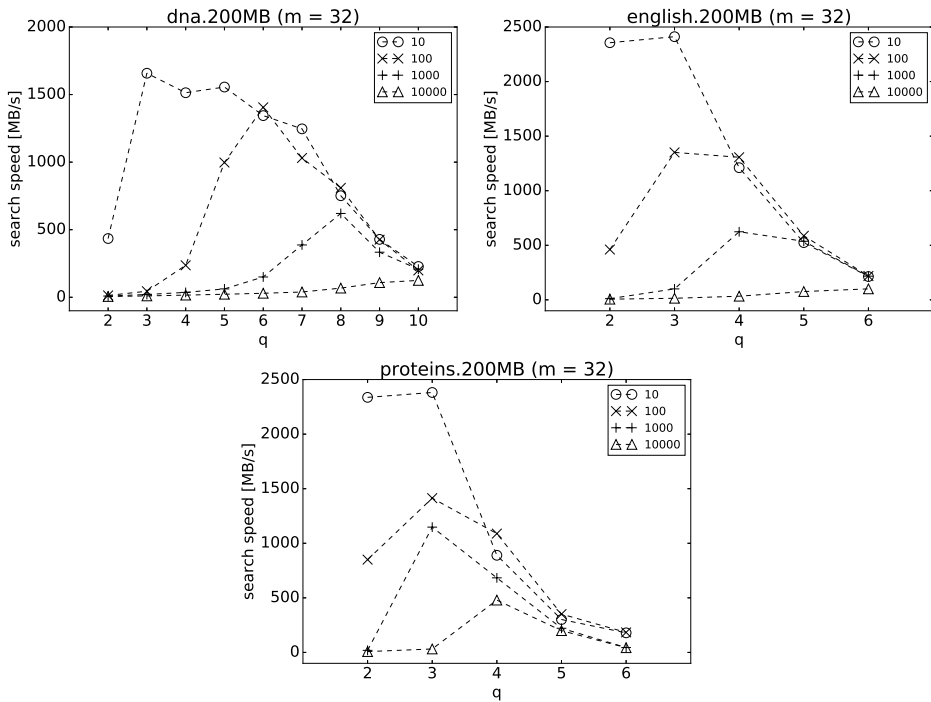 dna.200MB (m = 32)
2000
1500
1000
500
0
search speed [MB/s]
10
100
1000
10000
2 3 4 5 6 7 8 9 10
q
english.200MB (m = 32)
2500
2000
1500
1000
500
0
search speed [MB/s]
10
100
1000
10000
2 3 4 5 6
q
proteins.200MB (m = 32)
2500
2000
1500
1000
500
0
search speed [MB/s]
10
100
1000
10000
2 3 4 5 6
q